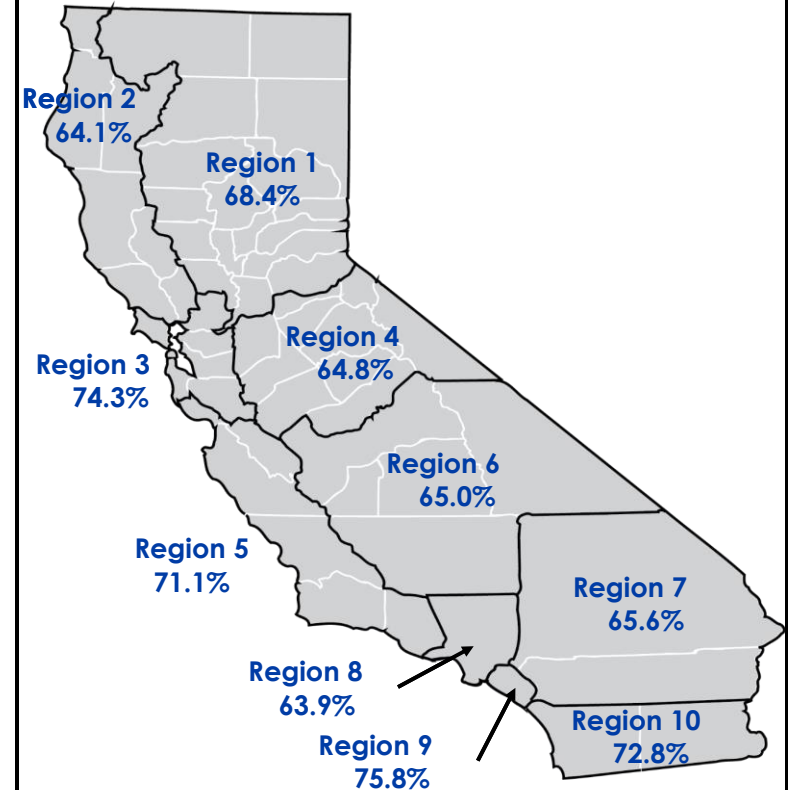 Region 2
64.1%
Region 1
68.4%
Region 3
74.3%
Region 4
64.8%
Region 6
65.0%
Region 5
71.1%
Region 7
65.6%
Region 8
63.9%
Region 9
75.8%
Region 10
72.8%